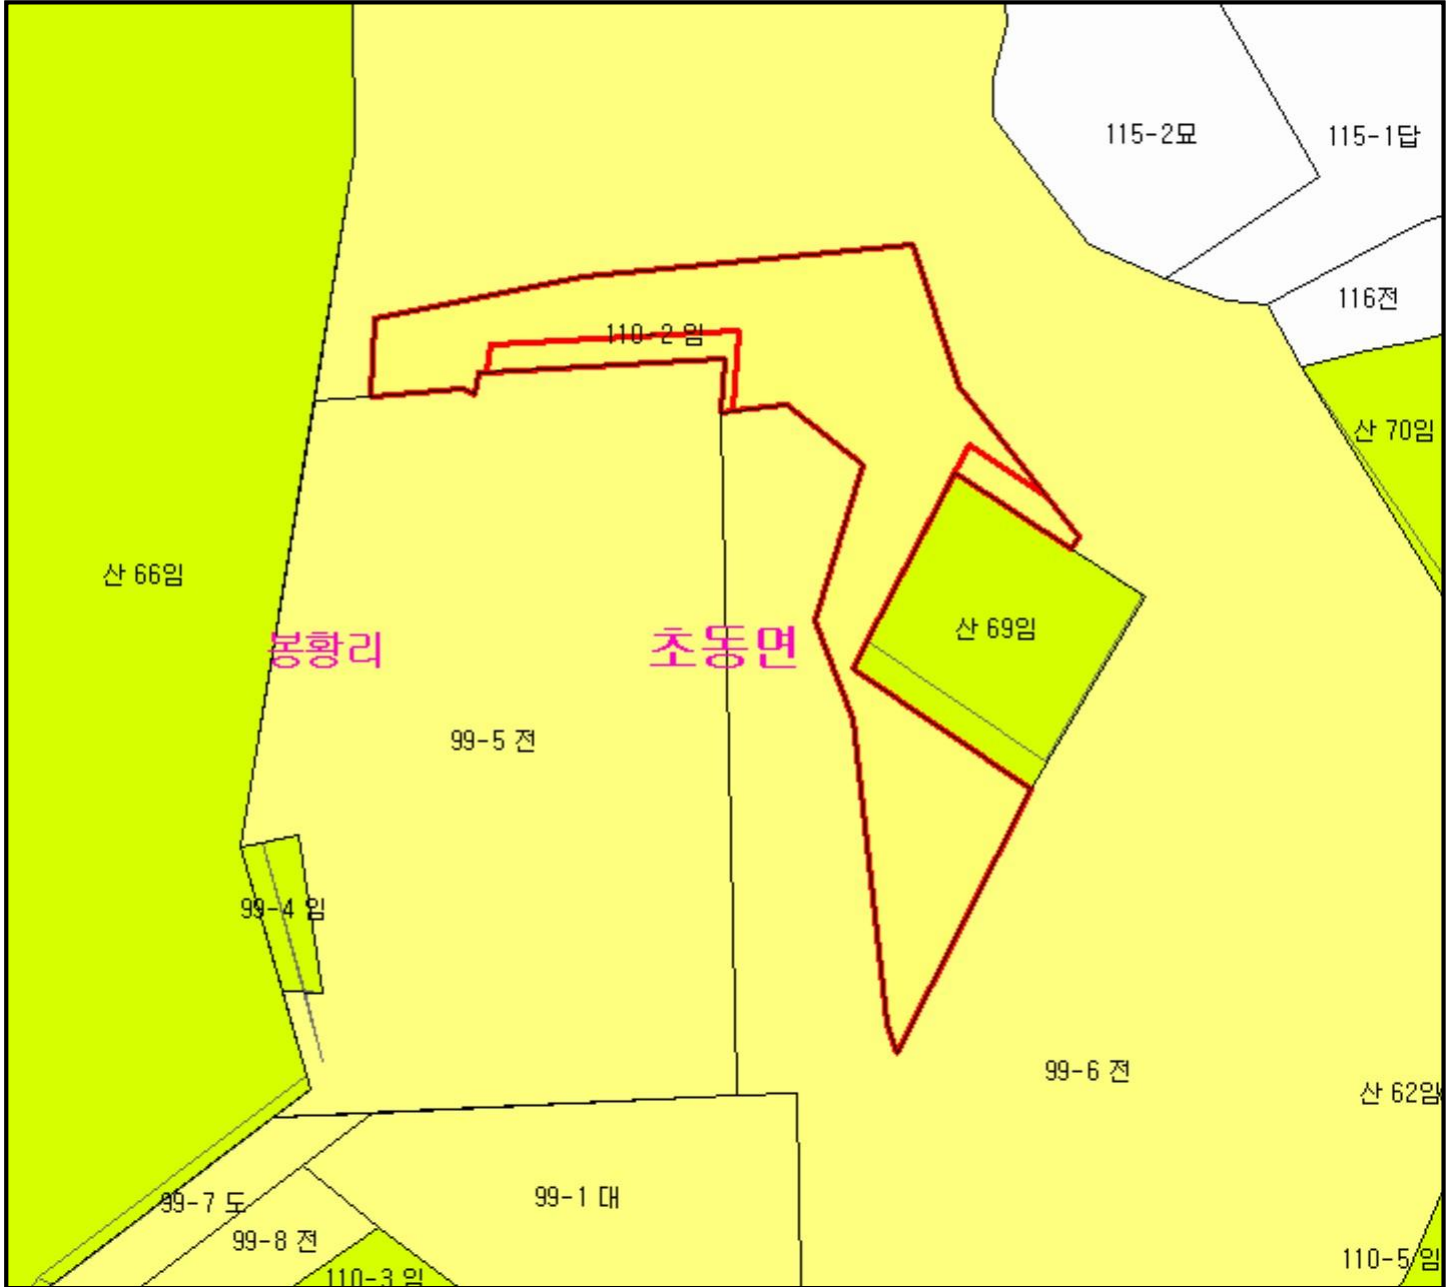 115-2묘
115-1답
116전
110-2 임
산 70임
산 66임
산 69임
봉황리
초동면
99-5 전
99-4 임
99-6 전
산 62임
99-7 도
99-1 대
99-8 전
110-5 임
110-3 임